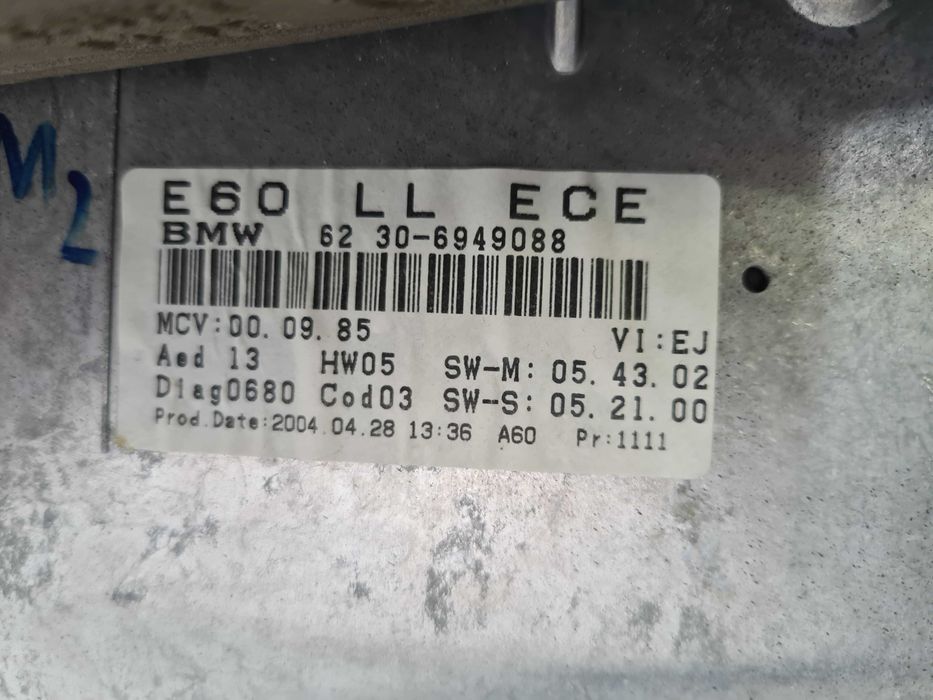 M2
E60 LL ECE
BMW 62 30-6949088
MCV:00. 09. 85 VI:EJ
Aed 13 HW05 SW-M: 05. 43. 02
Diag0680 Cod03 SW-S: 05. 21. 00
Prod.Date:2004.04.28 13:36 A60 Pr:1111